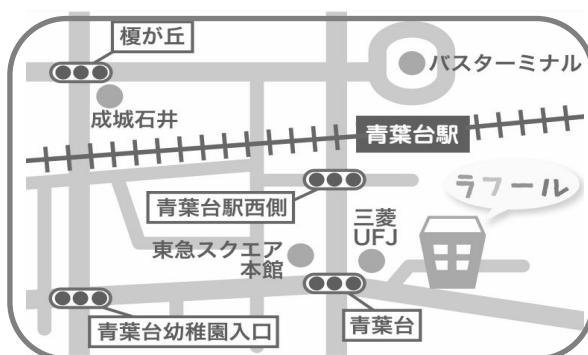 榎が丘
バスターミナル
成城石井
青葉台駅
ラフール
青葉台駅西側
三菱
UFJ
東急スクエア
本館
青葉台幼稚園入口
青葉台